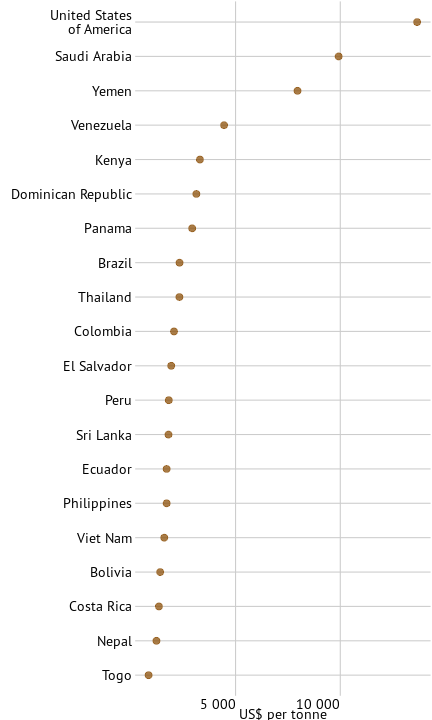 United States
of America
Saudi Arabia
Yemen
Venezuela
Kenya
Dominican Republic
Panama
Brazil
Thailand
Colombia
El Salvador
Peru
Sri Lanka
Ecuador
Philippines
Viet Nam
Bolivia
Costa Rica
Nepal
Togo
5 000 10 000
US$ per tonne